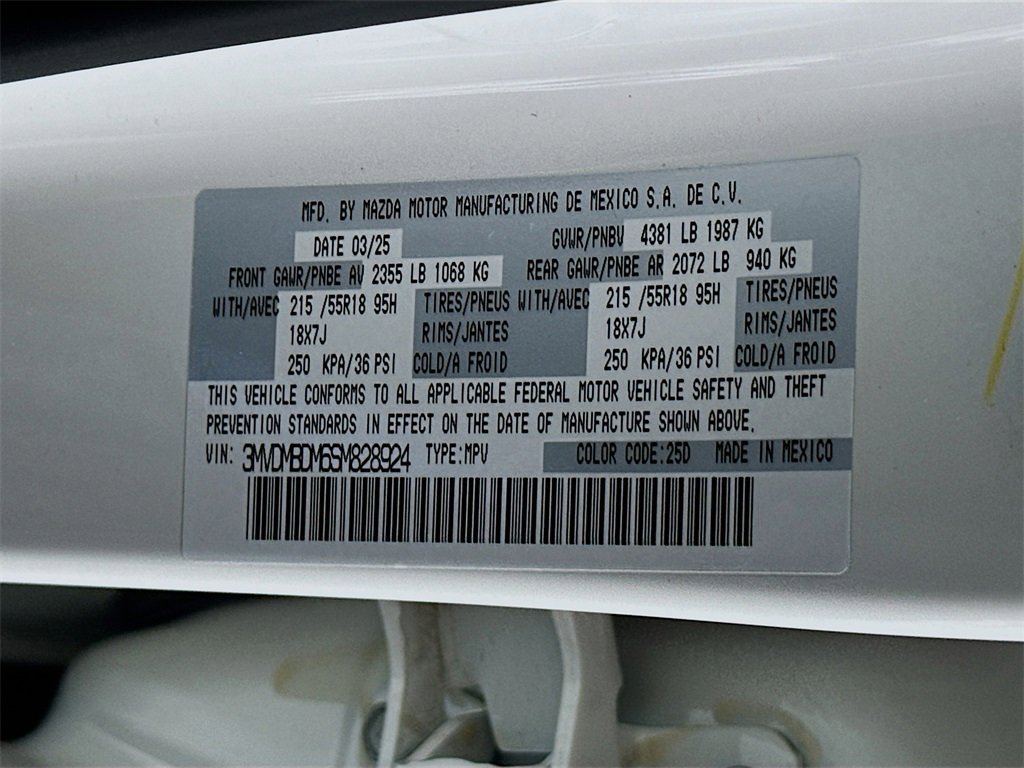 MFD. BY MAZDA MOTOR MANUFACTURING DE MEXICO S.A. DE C.V.
DATE 03/25 GVWR/PNBV 4381 LB 1987 KG
FRONT GAWR/PNBE AV 2355 LB 1068 KG REAR GAWR/PNBE AR 2072 LB 940 KG
WITH/AVEC 215 /55R18 95H TIRES/PNEUS WITH/AVEC 215 /55R18 95H TIRES/PNEUS
18X7J RIMS/JANTES 18X7J RIMS/JANTES
250 KPA/36 PSI COLD/A FROID 250 KPA/36 PSI COLD/A FROID
THIS VEHICLE CONFORMS TO ALL APPLICABLE FEDERAL MOTOR VEHICLE SAFETY AND THEFT
PREVENTION STANDARDS IN EFFECT ON THE DATE OF MANUFACTURE SHOWN ABOVE.
VIN: 3MVDMBDM6SM828924 TYPE:MPV COLOR CODE:25D MADE IN MEXICO